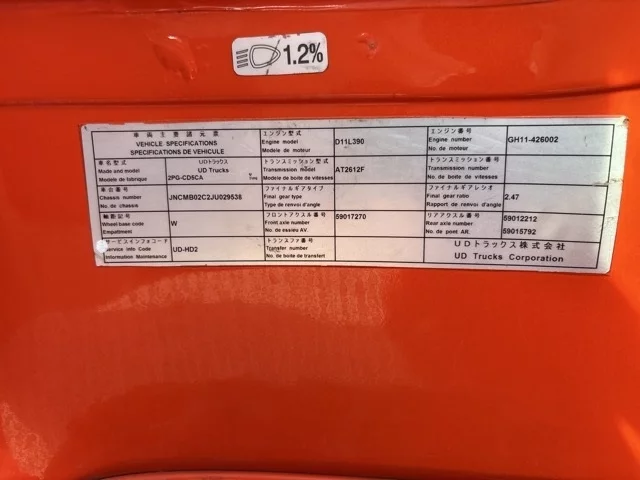 1.2%
車両主要諸元票
VEHICLE SPECIFICATIONS
SPECIFICATIONS DE VEHICULE
エンジン型式
Engine model
Modele de moteur
D11L390
エンジン番号
Engine number
No. de moteur
GH11-426002
車名型式
Make and model
Modele de fabrique
UDトラックス
UD Trucks
2PG-CD5CA
トランスミッション型式
Transmission model
Modele de boite de vitesses
AT2612F
トランスミッション番号
Transmission number
No. de boite de vitesses
車台番号
Chassis number
No. de chassis
JNCMB02C2JU029538
ファイナルギアタイプ
Final gear type
Type de renvoi d'angle
ファイナルギアレシオ
Final gear ratio
Rapport de renvoi d'angle
2.47
軸距記号
Wheel base code
Empattement
W
フロントアクスル番号
Front axle number
No. de essieu AV.
59017270
リアアクスル番号
Rear axle number
No. de pont AR.
59012212
59015792
サービスインフォコード
Service info. Code
Information Maintenance
UD-HD2
トランスファ番号
Transfer number
No. de boite de transfert
UDトラックス株式会社
UD Trucks Corporation